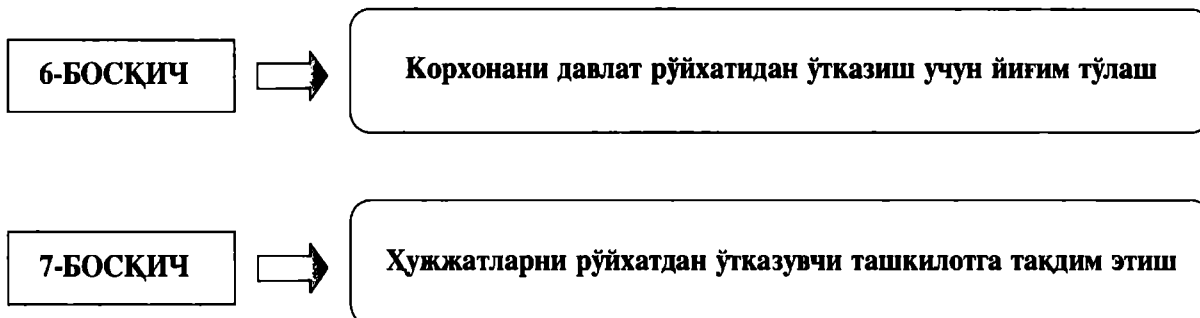 6-БОСҚИЧ
Корхонани давлат рўйхатидан ўтказиш учун йиғим тўлаш
7-БОСҚИЧ
Ҳужжатларни рўйхатдан ўтказувчи ташкилотга тақдим этиш